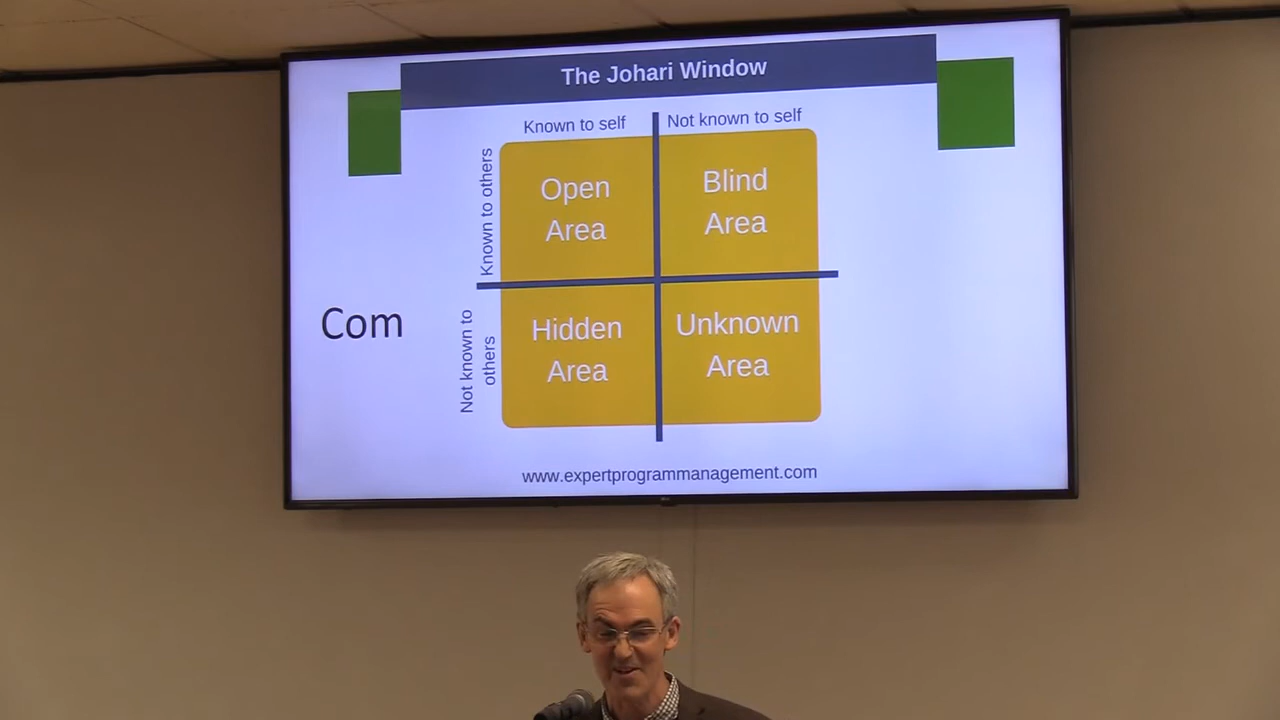 The Johari Window
Known to self
Not known to self
Known to others
Open
Area
Blind
Area
Com
Not known to
others
Hidden
Area
Unknown
Area
www.expertprogrammanagement.com